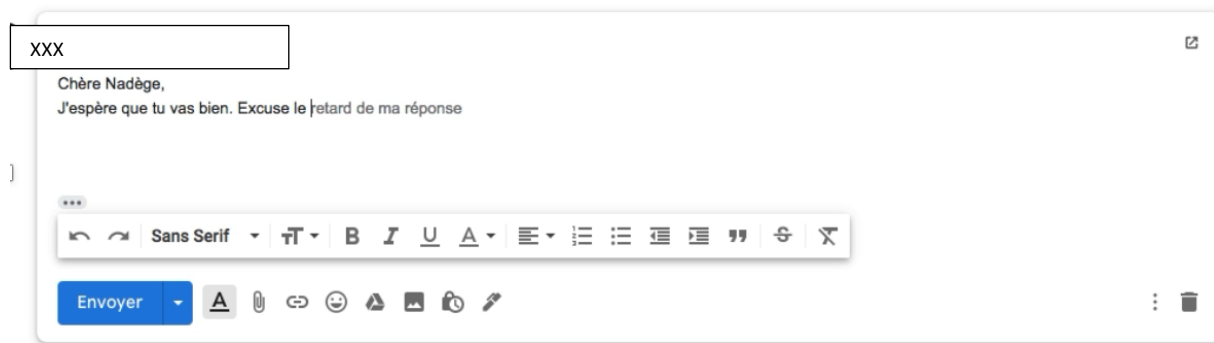 xxx
Chère Nadège,
J'espère que tu vas bien. Excuse le retard de ma réponse
Sans Serif
Envoyer